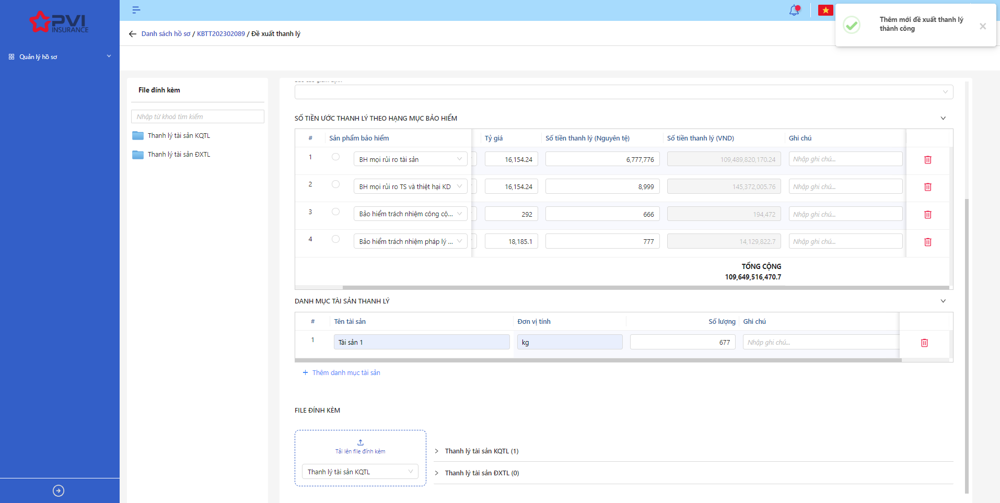 PVI
INSURANCE
Quản lý hồ sơ
Danh sách hồ sơ / KBTT202302089 / Đề xuất thanh lý
Thêm mới đề xuất thanh lý
thành công
File đính kèm
Nhập từ khoá tìm kiếm
Thanh lý tài sản KQTL
Thanh lý tài sản ĐXTL
SỐ TIỀN ƯỚC THANH LÝ THEO HẠNG MỤC BẢO HIỂM
# Sản phẩm bảo hiểm Tỷ giá Số tiền thanh lý (Nguyên tệ) Số tiền thanh lý (VND) Ghi chú
1 BH mọi rủi ro tài sản 16,154.24 6,777,776 109,489,820,170.24 Nhập ghi chú...
2 BH mọi rủi ro TS và thiệt hại KD 16,154.24 8,999 145,372,005.76 Nhập ghi chú...
3 Bảo hiểm trách nhiệm công cộ... 292 666 194,472 Nhập ghi chú...
4 Bảo hiểm trách nhiệm pháp lý ... 18,185.1 777 14,129,822.7 Nhập ghi chú...
TỔNG CỘNG
109,649,516,470.7
DANH MỤC TÀI SẢN THANH LÝ
# Tên tài sản Đơn vị tính Số lượng Ghi chú
1 Tài sản 1 kg 677 Nhập ghi chú...
+ Thêm danh mục tài sản
FILE ĐÍNH KÈM
Tải lên file đính kèm
Thanh lý tài sản KQTL
Thanh lý tài sản KQTL (1)
Thanh lý tài sản ĐXTL (0)